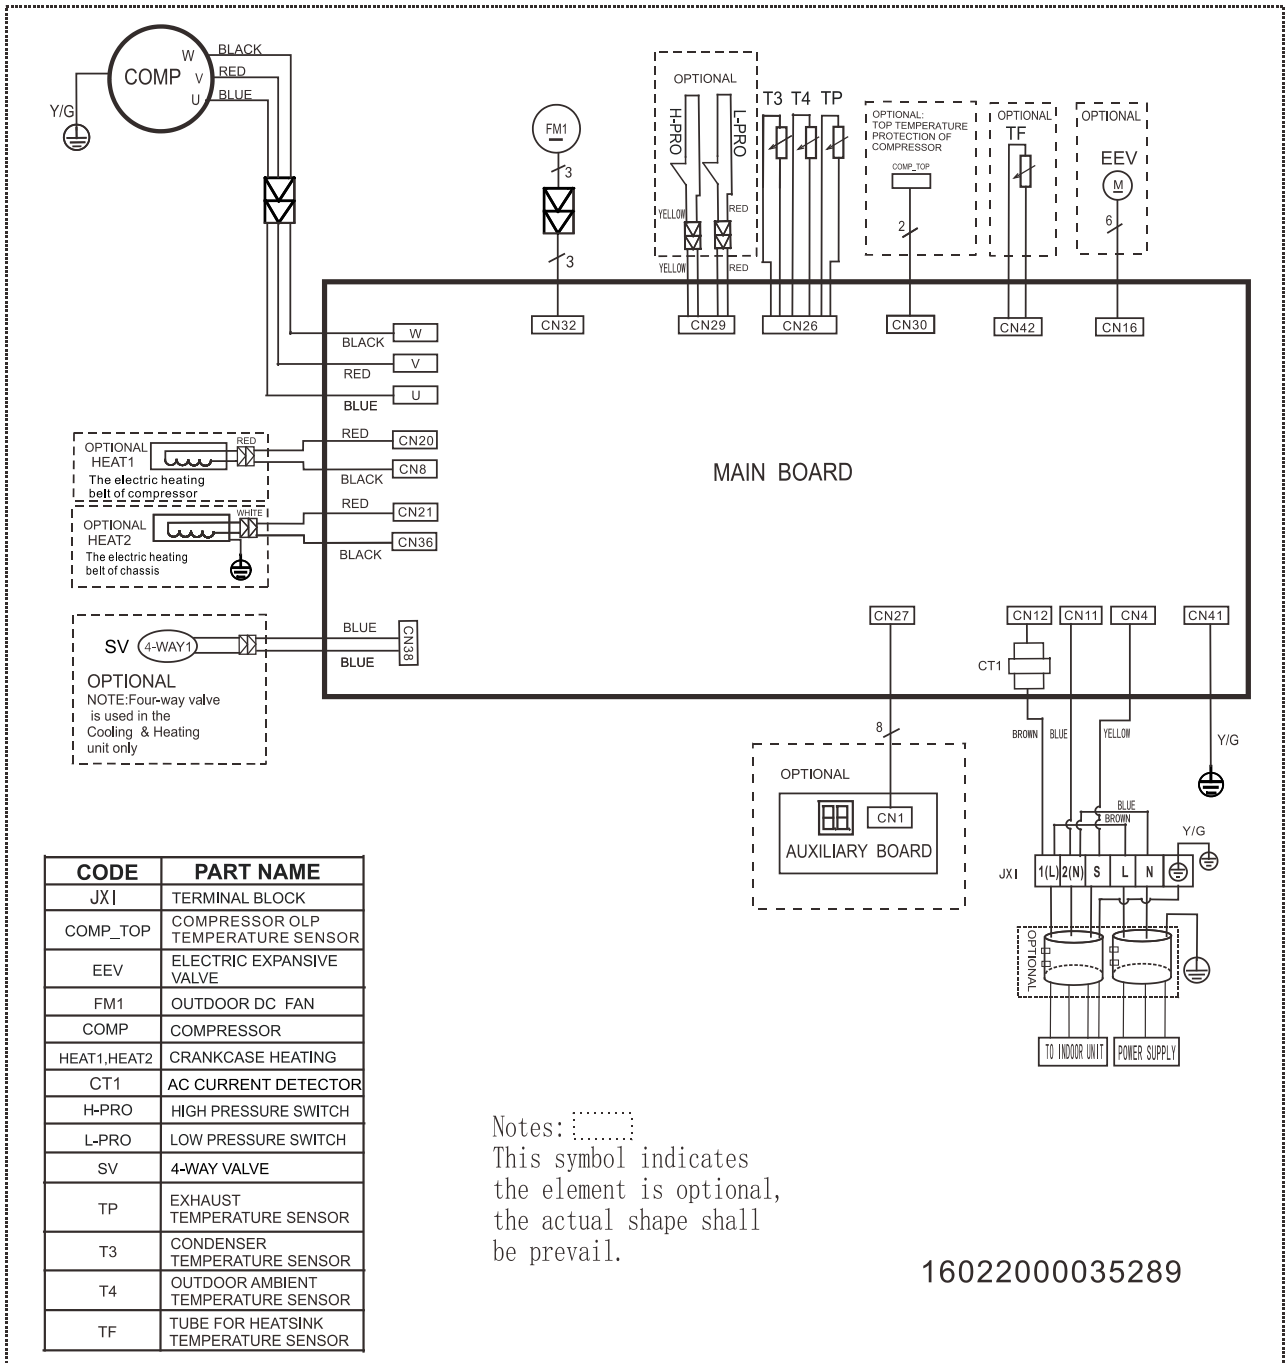 COMP
W
V
U
BLACK
RED
BLUE
Y/G
FM1
3
3
OPTIONAL
H-PRO
L-PRO
YELLOW
RED
YELLOW
RED
T3 T4 TP
OPTIONAL:
TOP TEMPERATURE
PROTECTION OF
COMPRESSOR
COMP_TOP
2
OPTIONAL
TF
OPTIONAL
EEV
M
6
CN32
CN29
CN26
CN30
CN42
CN16
BLACK
W
RED
V
BLUE
U
OPTIONAL
HEAT1
RED
The electric heating
belt of compressor
RED
CN20
BLACK
CN8
OPTIONAL
HEAT2
WHITE
The electric heating
belt of chassis
RED
CN21
BLACK
CN36
MAIN BOARD
SV
4-WAY1
BLUE
BLUE
CN38
OPTIONAL
NOTE:Four-way valve
is used in the
Cooling & Heating
unit only
CN27
CN12
CN11
CN4
CN41
CT1
8
BROWN
BLUE
YELLOW
Y/G
OPTIONAL
CN1
AUXILIARY BOARD
BLUE
BROWN
Y/G
JX1
1(L)
2(N)
S
L
N
OPTIONAL
TO INDOOR UNIT
POWER SUPPLY
CODE PART NAME
JX1 TERMINAL BLOCK
COMP_TOP COMPRESSOR OLP
TEMPERATURE SENSOR
EEV ELECTRIC EXPANSIVE
VALVE
FM1 OUTDOOR DC FAN
COMP COMPRESSOR
HEAT1,HEAT2 CRANKCASE HEATING
CT1 AC CURRENT DETECTOR
H-PRO HIGH PRESSURE SWITCH
L-PRO LOW PRESSURE SWITCH
SV 4-WAY VALVE
TP EXHAUST
TEMPERATURE SENSOR
T3 CONDENSER
TEMPERATURE SENSOR
T4 OUTDOOR AMBIENT
TEMPERATURE SENSOR
TF TUBE FOR HEATSINK
TEMPERATURE SENSOR
Notes:
This symbol indicates
the element is optional,
the actual shape shall
be prevail.
16022000035289